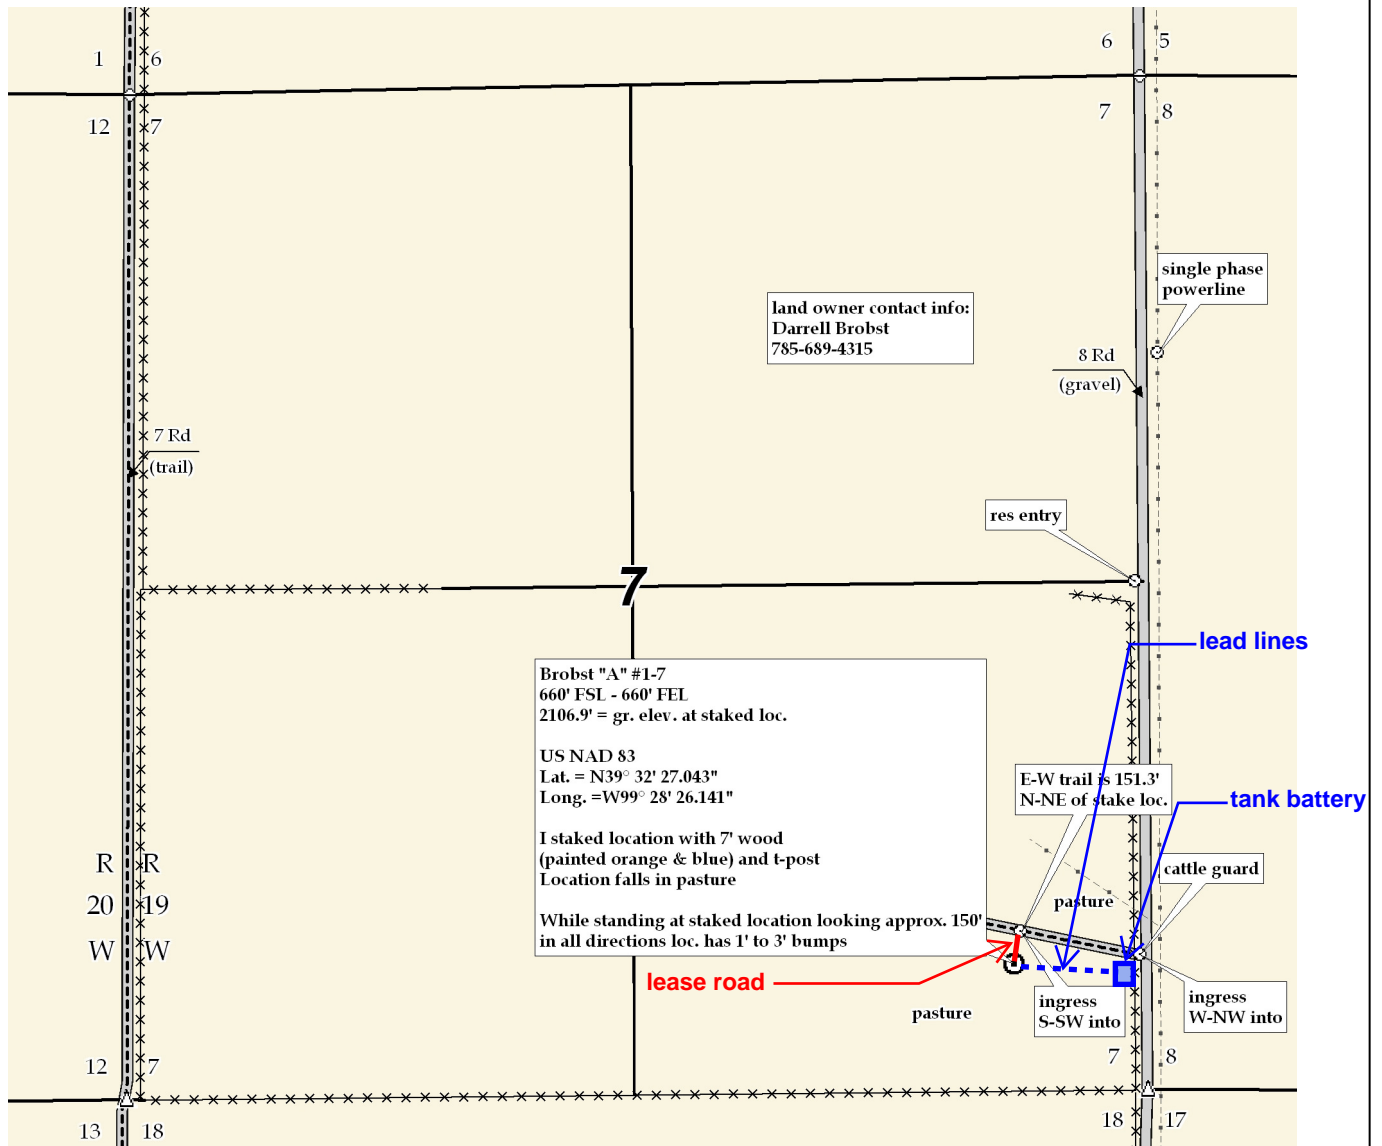 1
6
6
5
12
7
7
8
single phase
powerline
land owner contact info:
Darrell Brobst
785-689-4315
8 Rd
(gravel)
7 Rd
(trail)
res entry
7
lead lines
Brobst "A" #1-7
660' FSL - 660' FEL
2106.9' = gr. elev. at staked loc.
US NAD 83
Lat. = N39° 32' 27.043"
Long. =W99° 28' 26.141"
I staked location with 7' wood
(painted orange & blue) and t-post
Location falls in pasture
While standing at staked location looking approx. 150'
in all directions loc. has 1' to 3' bumps
E-W trail is 151.3'
N-NE of stake loc.
tank battery
R
R
20
19
W
W
cattle guard
pasture
lease road
pasture
ingress
S-SW into
ingress
W-NW into
12
7
7
8
13
18
18
17